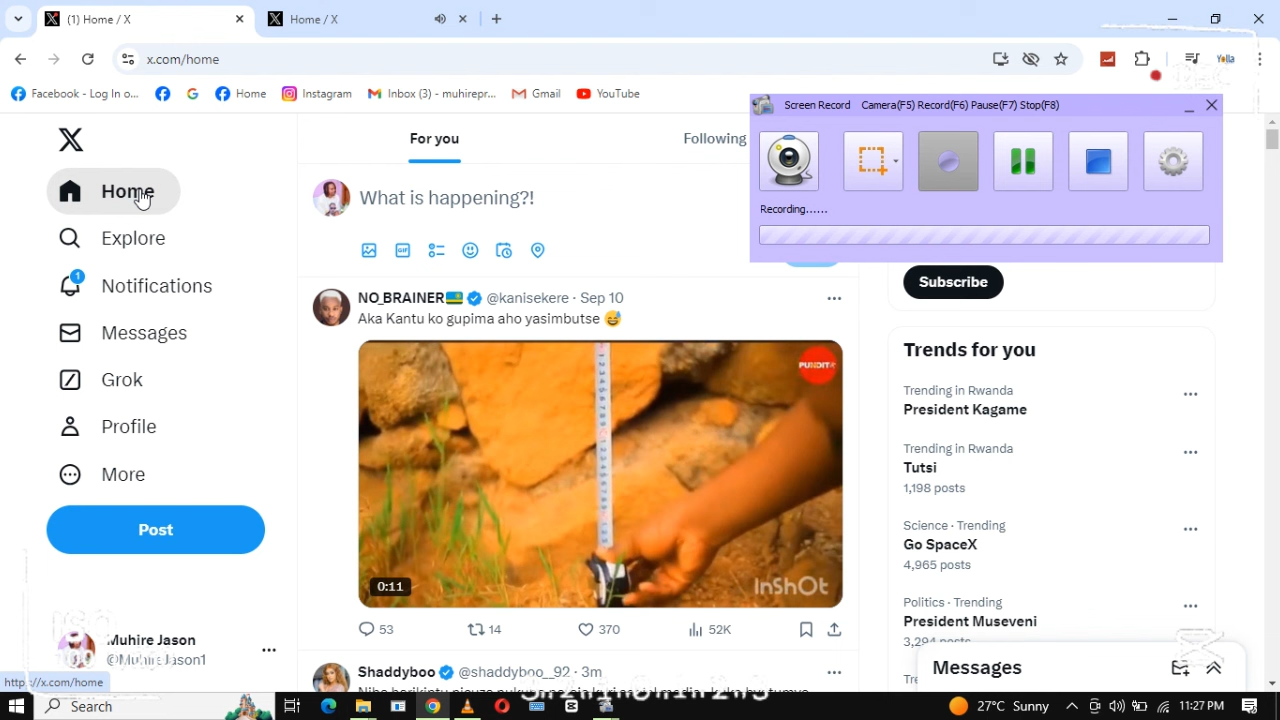 (1) Home / X
Home / X
x.com/home
Facebook - Log In o...
Home
Instagram
Inbox (3) - muhirepr...
Gmail
YouTube
Screen Record Camera(F5) Record(F6) Pause(F7) Stop(F8)
Recording......
Home
Explore
1
Notifications
Messages
Grok
Profile
More
Post
Muhire Jason
@MuhireJason1
https://x.com/home
For you
Following
What is happening?!
GIF
NO_BRAINER @kanisekere · Sep 10
Aka Kantu ko gupima aho yasimbutse
PUNDIT
0:11
InShOt
53
14
370
52K
Shaddyboo @shaddyboo_92 · 3m
Subscribe
Trends for you
Trending in Rwanda
President Kagame
Trending in Rwanda
Tutsi
1,198 posts
Science · Trending
Go SpaceX
4,965 posts
Politics · Trending
President Museveni
3,294 posts
Messages
Search
27°C Sunny
11:27 PM